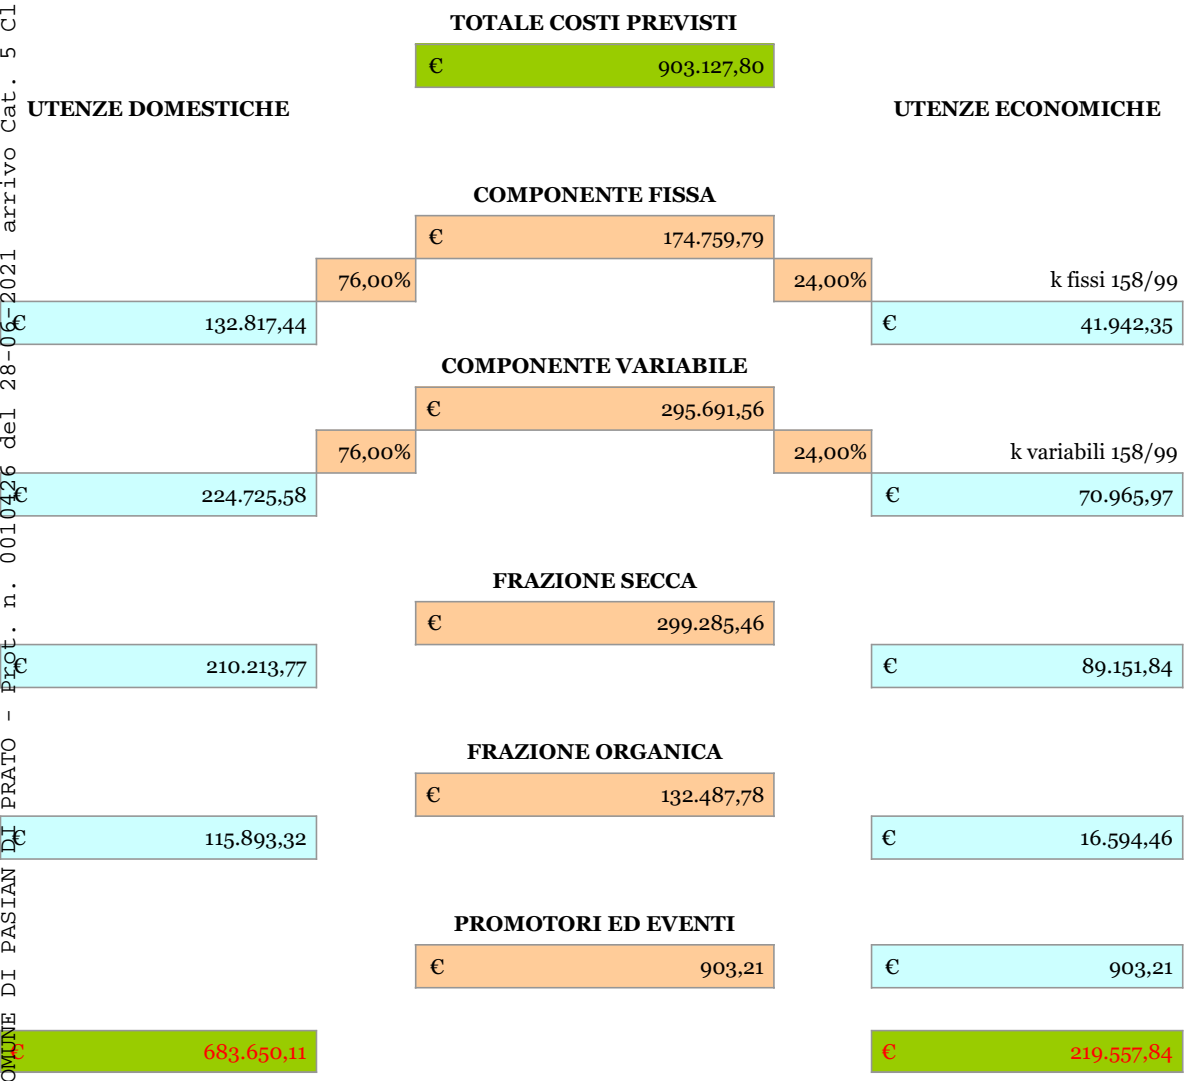 TOTALE COSTI PREVISTI
€ 903.127,80
UTENZE DOMESTICHE UTENZE ECONOMICHE
COMPONENTE FISSA
€ 174.759,79
76,00% 24,00% k fissi 158/99
€ 132.817,44 € 41.942,35
COMPONENTE VARIABILE
€ 295.691,56
76,00% 24,00% k variabili 158/99
€ 224.725,58 € 70.965,97
FRAZIONE SECCA
€ 299.285,46
€ 210.213,77 € 89.151,84
FRAZIONE ORGANICA
€ 132.487,78
€ 115.893,32 € 16.594,46
PROMOTORI ED EVENTI
€ 903,21 € 903,21
€ 683.650,11 € 219.557,84
OMUNE DI PASIAN DI PRATO - Prot. n. 0010426 del 28-06-2021 arrivo Cat. 5 Cl